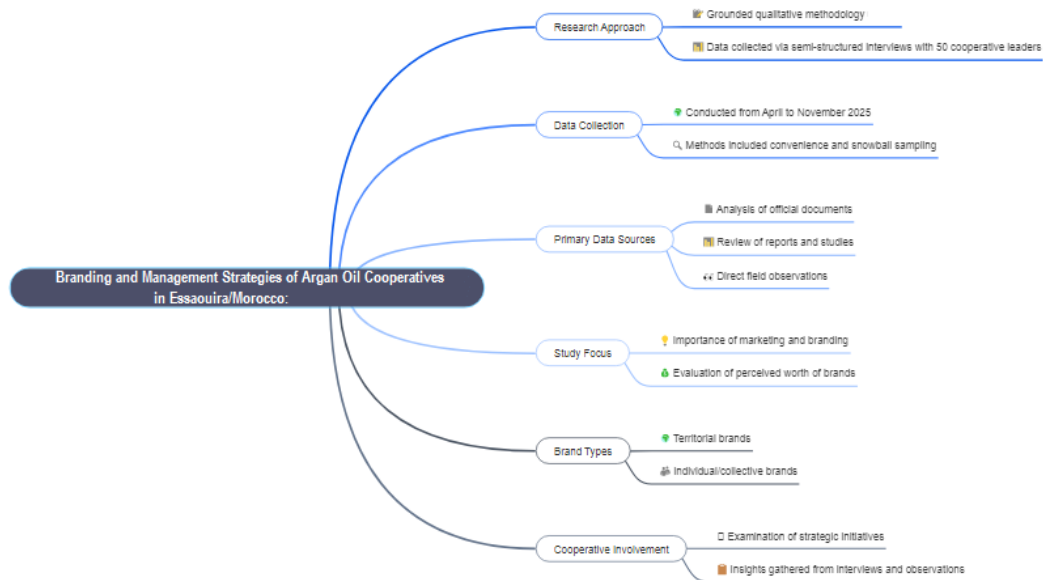 Branding and Management Strategies of Argan Oil Cooperatives
in Essaouira/Morocco:
Research Approach
Grounded qualitative methodology
Data collected via semi-structured interviews with 50 cooperative leaders
Data Collection
Conducted from April to November 2025
Methods included convenience and snowball sampling
Primary Data Sources
Analysis of official documents
Review of reports and studies
Direct field observations
Study Focus
Importance of marketing and branding
Evaluation of perceived worth of brands
Brand Types
Territorial brands
Individual/collective brands
Cooperative Involvement
Examination of strategic initiatives
Insights gathered from interviews and observations